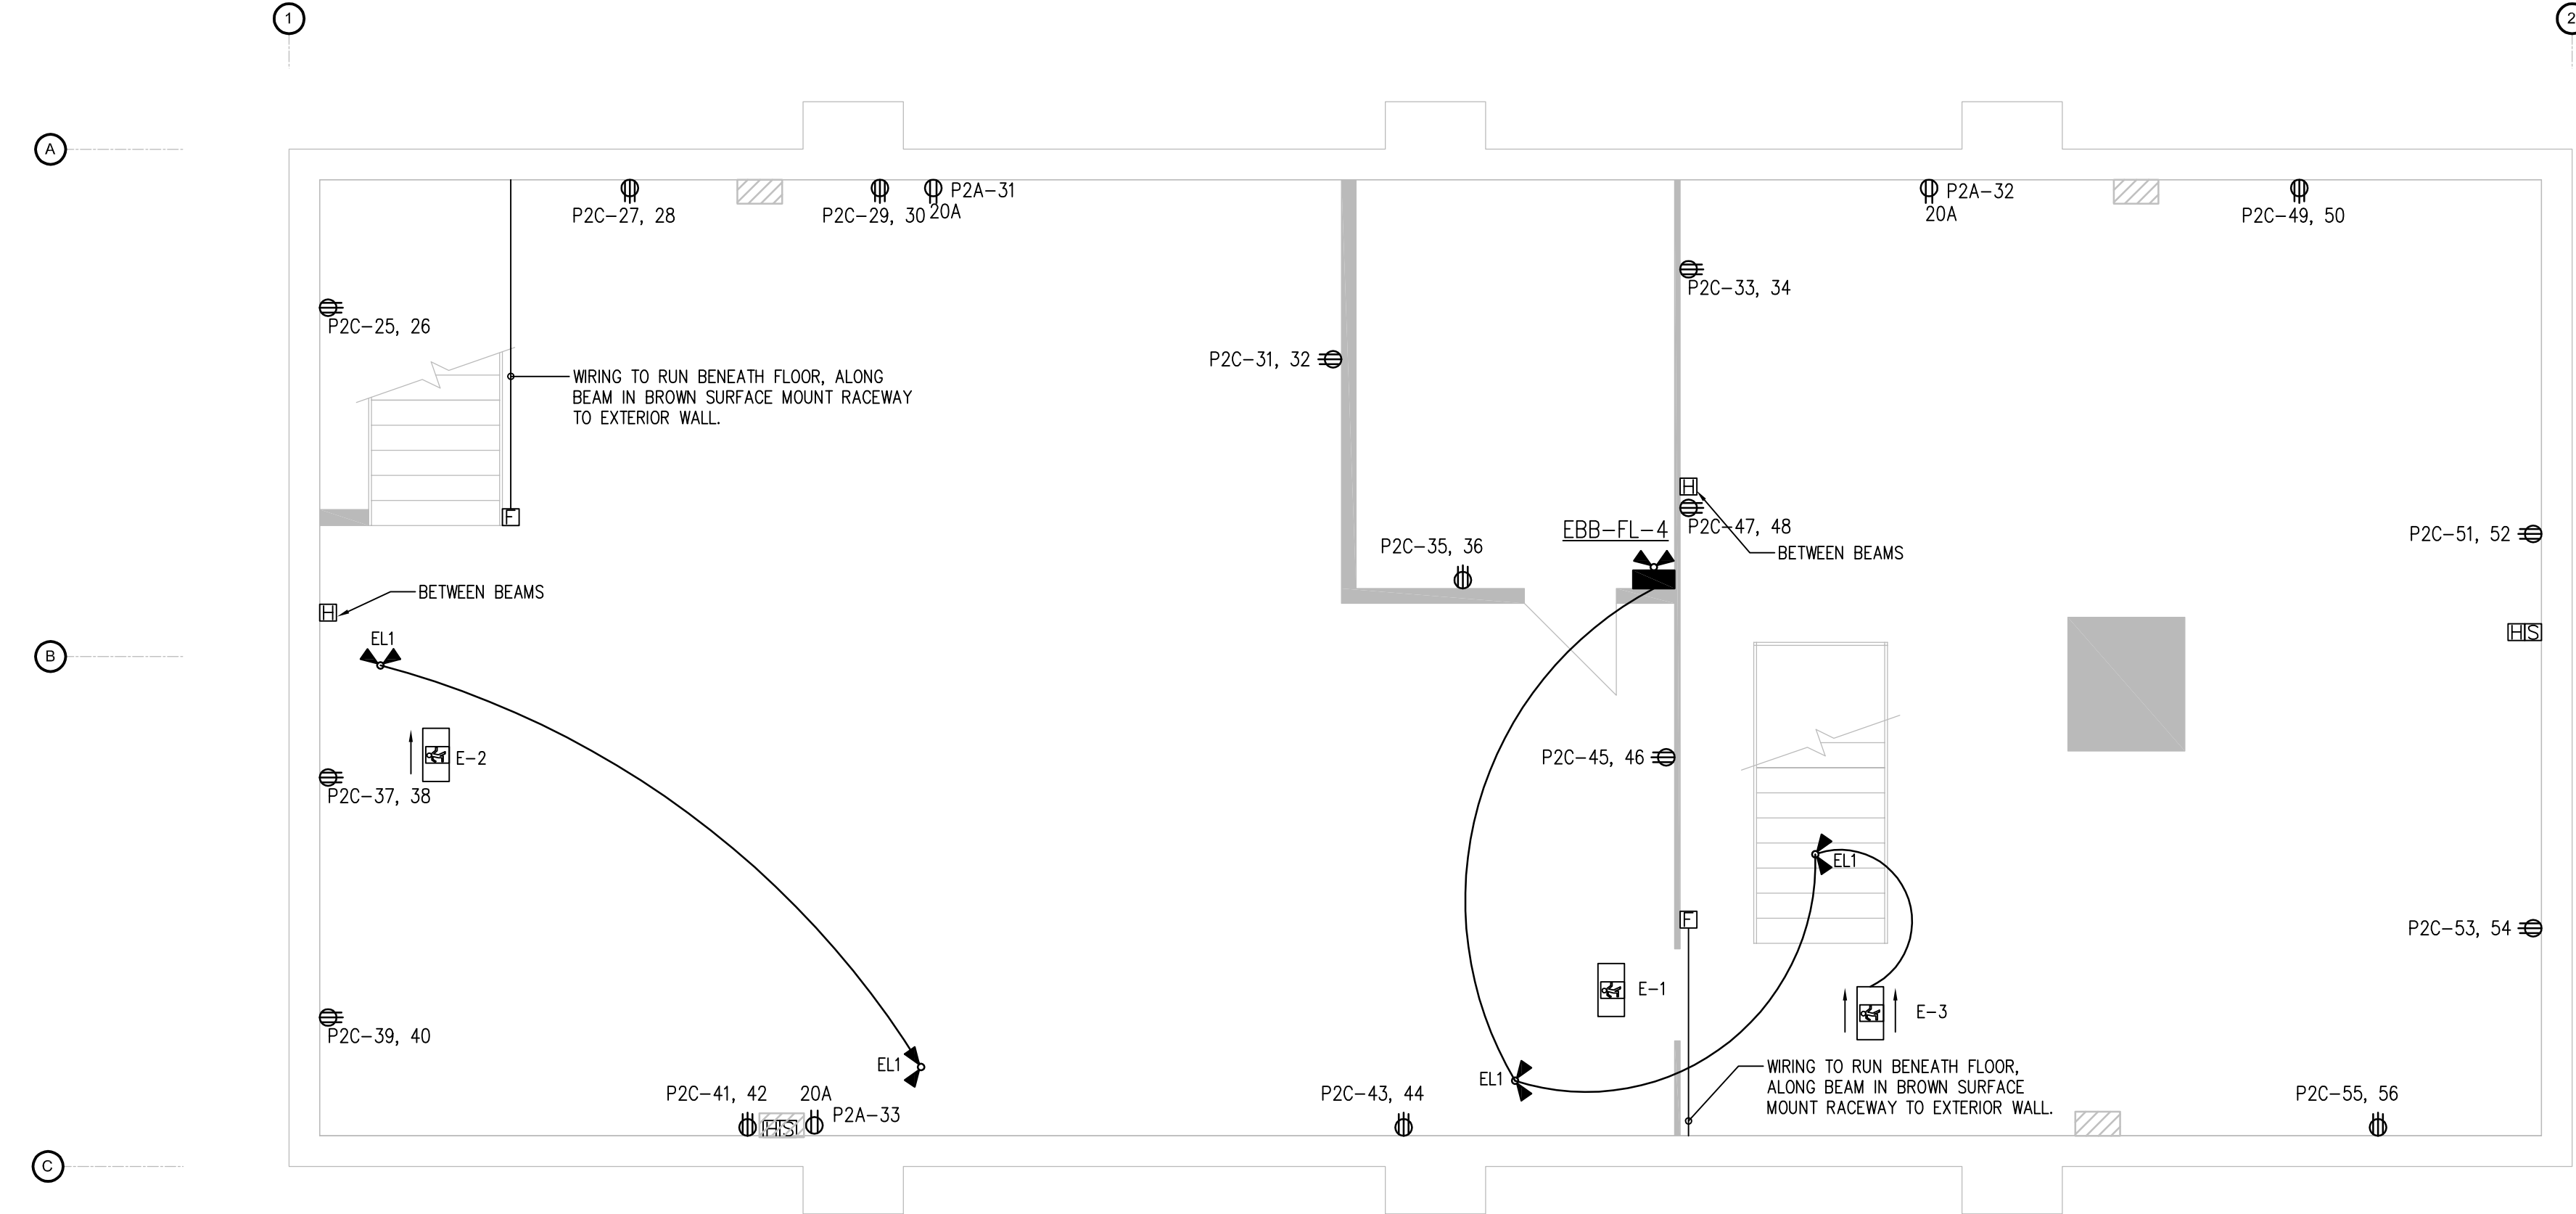 1
2
A
P2C-27, 28
P2C-29, 30
20A
P2A-31
P2A-32
20A
P2C-49, 50
P2C-33, 34
P2C-25, 26
P2C-31, 32
WIRING TO RUN BENEATH FLOOR, ALONG
BEAM IN BROWN SURFACE MOUNT RACEWAY
TO EXTERIOR WALL.
H
F
EBB-FL-4
P2C-47, 48
P2C-51, 52
P2C-35, 36
BETWEEN BEAMS
BETWEEN BEAMS
H
HS
EL1
B
E-2
P2C-45, 46
P2C-37, 38
EL1
F
P2C-53, 54
E-1
E-3
P2C-39, 40
EL1
EL1
WIRING TO RUN BENEATH FLOOR,
ALONG BEAM IN BROWN SURFACE
MOUNT RACEWAY TO EXTERIOR WALL.
P2C-41, 42
20A
P2A-33
HS
P2C-43, 44
P2C-55, 56
C